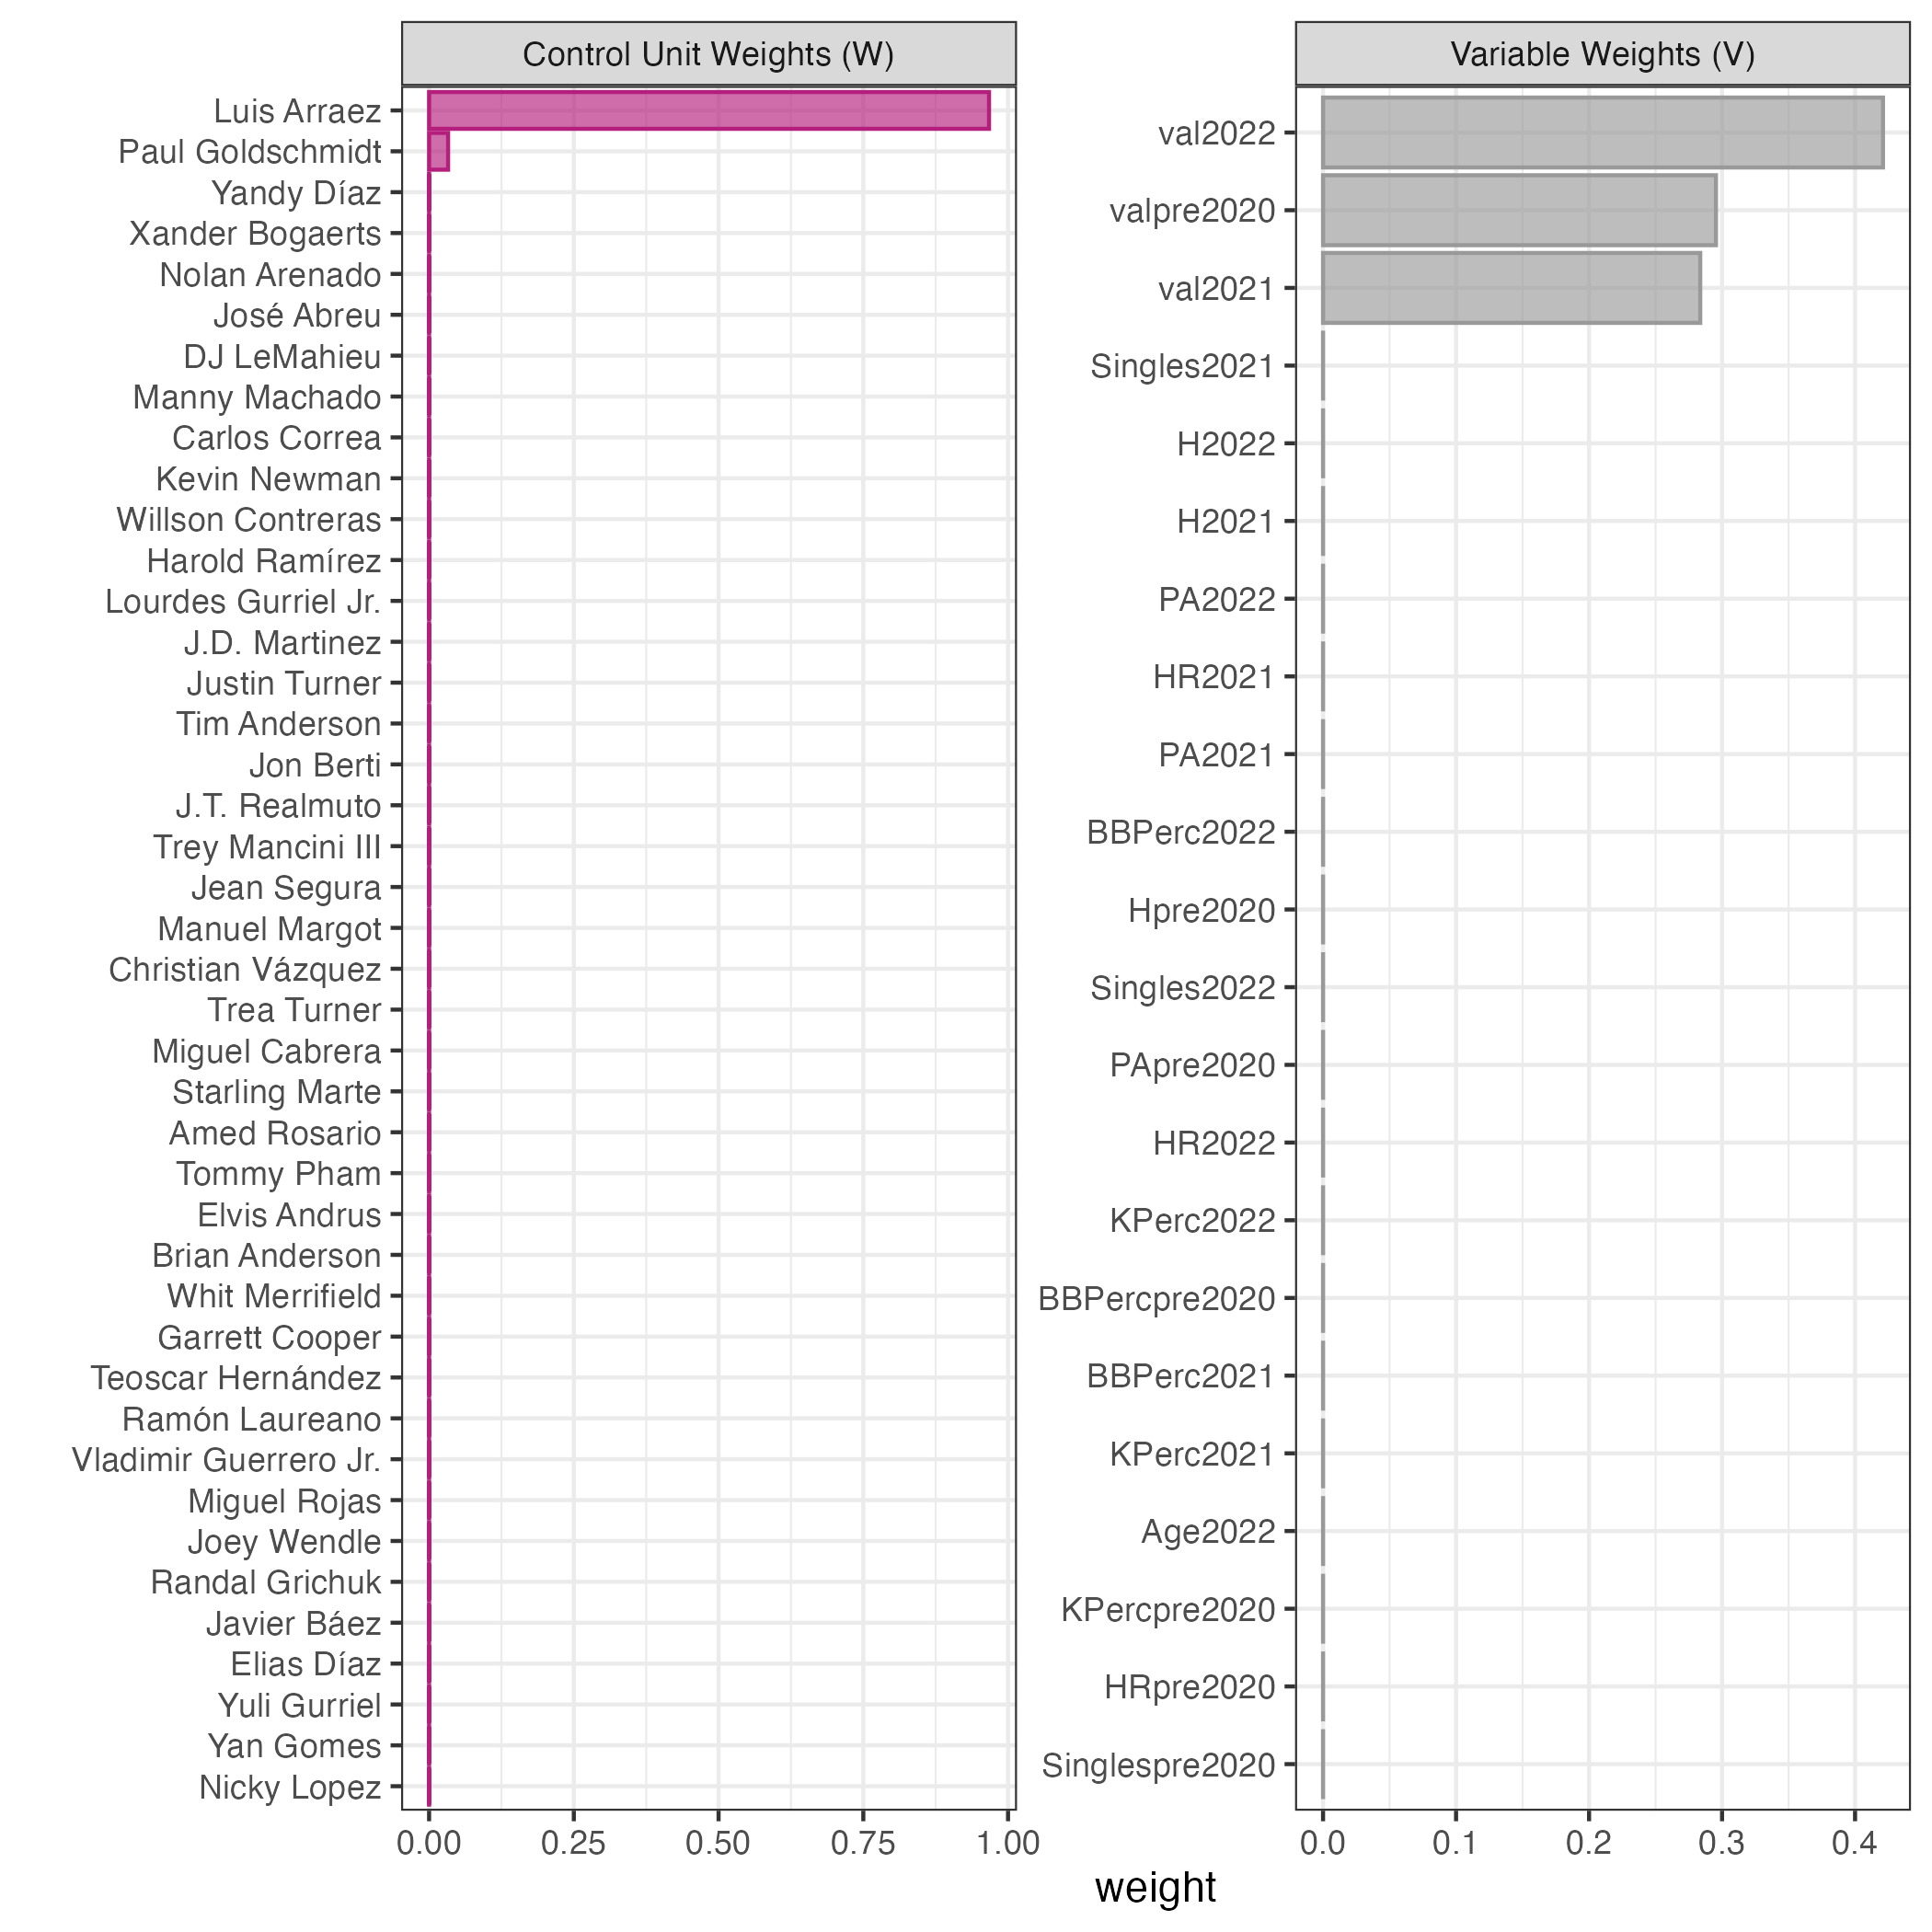 Control Unit Weights (W)
Luis Arraez
Paul Goldschmidt
Yandy Díaz
Xander Bogaerts
Nolan Arenado
José Abreu
DJ LeMahieu
Manny Machado
Carlos Correa
Kevin Newman
Willson Contreras
Harold Ramírez
Lourdes Gurriel Jr.
J.D. Martinez
Justin Turner
Tim Anderson
Jon Berti
J.T. Realmuto
Trey Mancini III
Jean Segura
Manuel Margot
Christian Vázquez
Trea Turner
Miguel Cabrera
Starling Marte
Amed Rosario
Tommy Pham
Elvis Andrus
Brian Anderson
Whit Merrifield
Garrett Cooper
Teoscar Hernández
Ramón Laureano
Vladimir Guerrero Jr.
Miguel Rojas
Joey Wendle
Randal Grichuk
Javier Báez
Elias Díaz
Yuli Gurriel
Yan Gomes
Nicky Lopez
0.00 0.25 0.50 0.75 1.00
Variable Weights (V)
val2022
valpre2020
val2021
Singles2021
H2022
H2021
PA2022
HR2021
PA2021
BBPerc2022
Hpre2020
Singles2022
PApre2020
HR2022
KPerc2022
BBPercpre2020
BBPerc2021
KPerc2021
Age2022
KPercpre2020
HRpre2020
Singlespre2020
0.0 0.1 0.2 0.3 0.4
weight